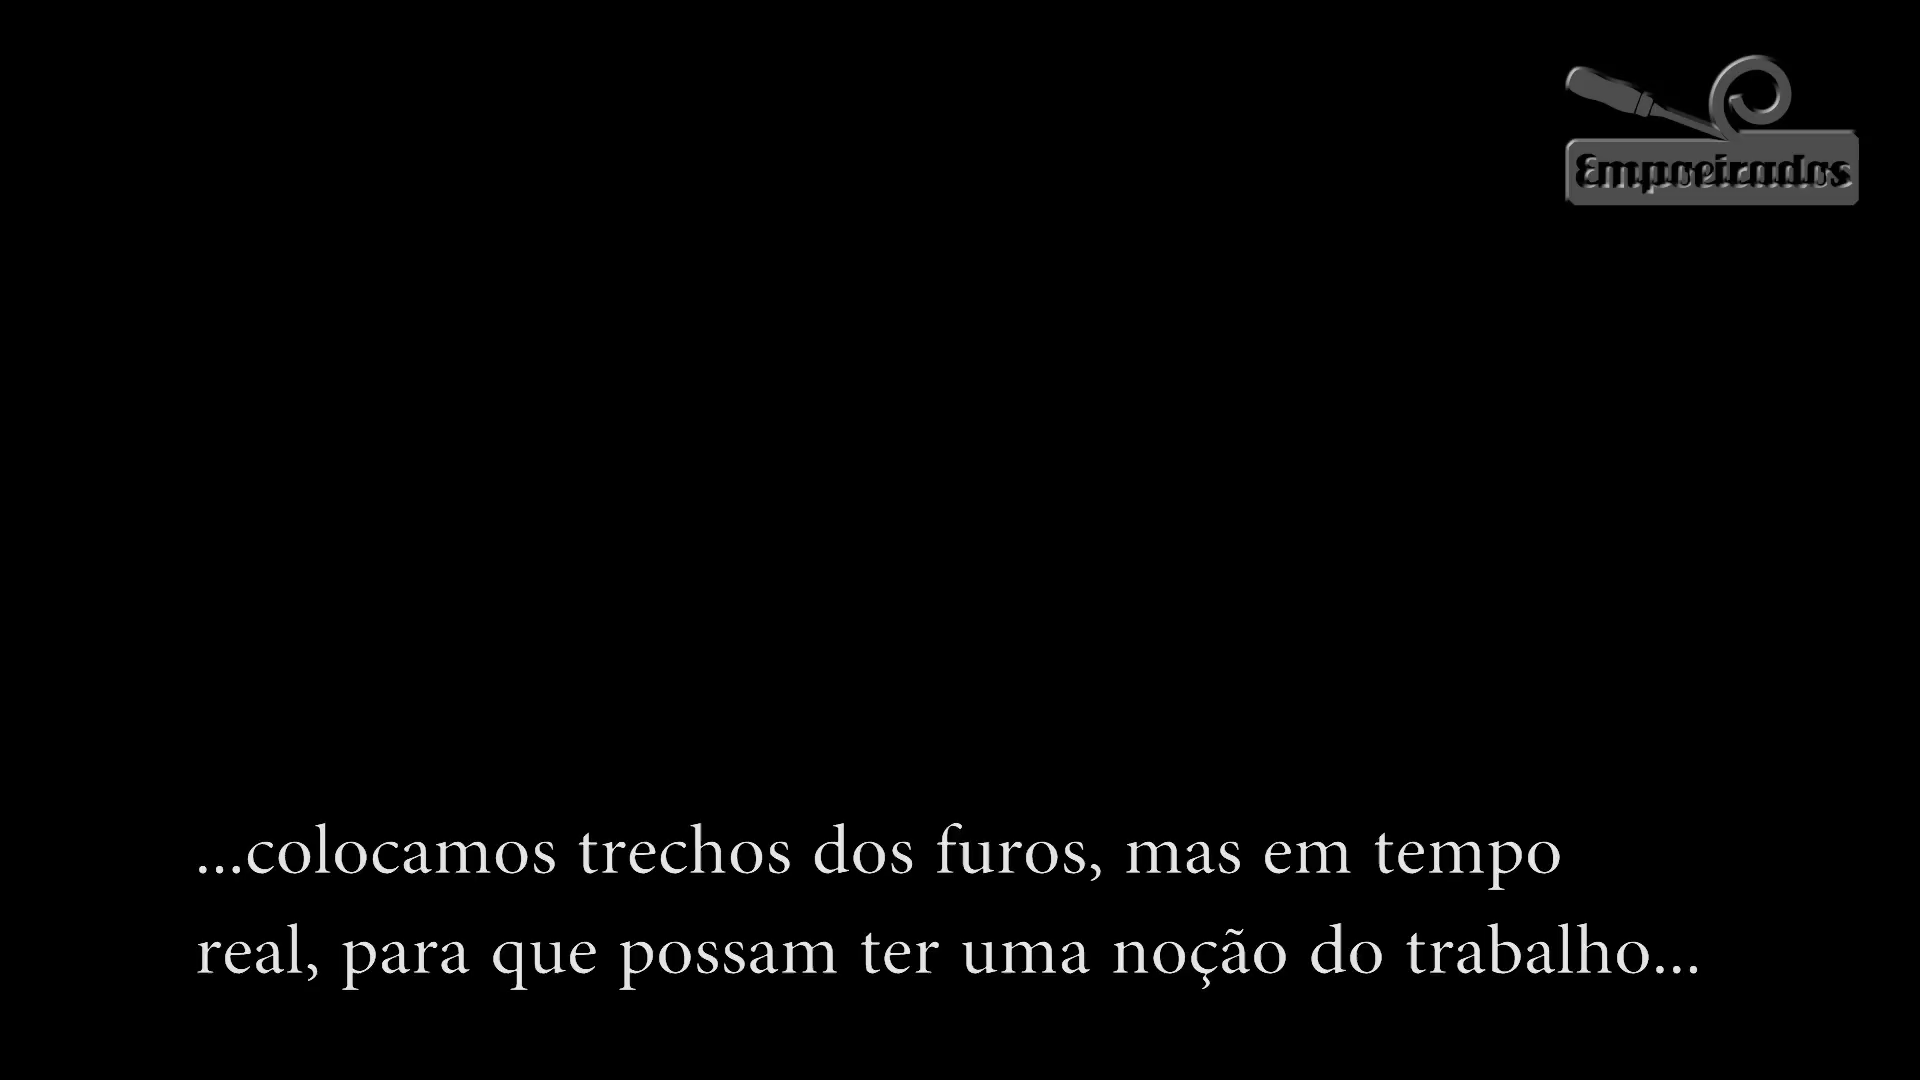 Empoeirados
...colocamos trechos dos furos, mas em tempo
real, para que possam ter uma noção do trabalho...